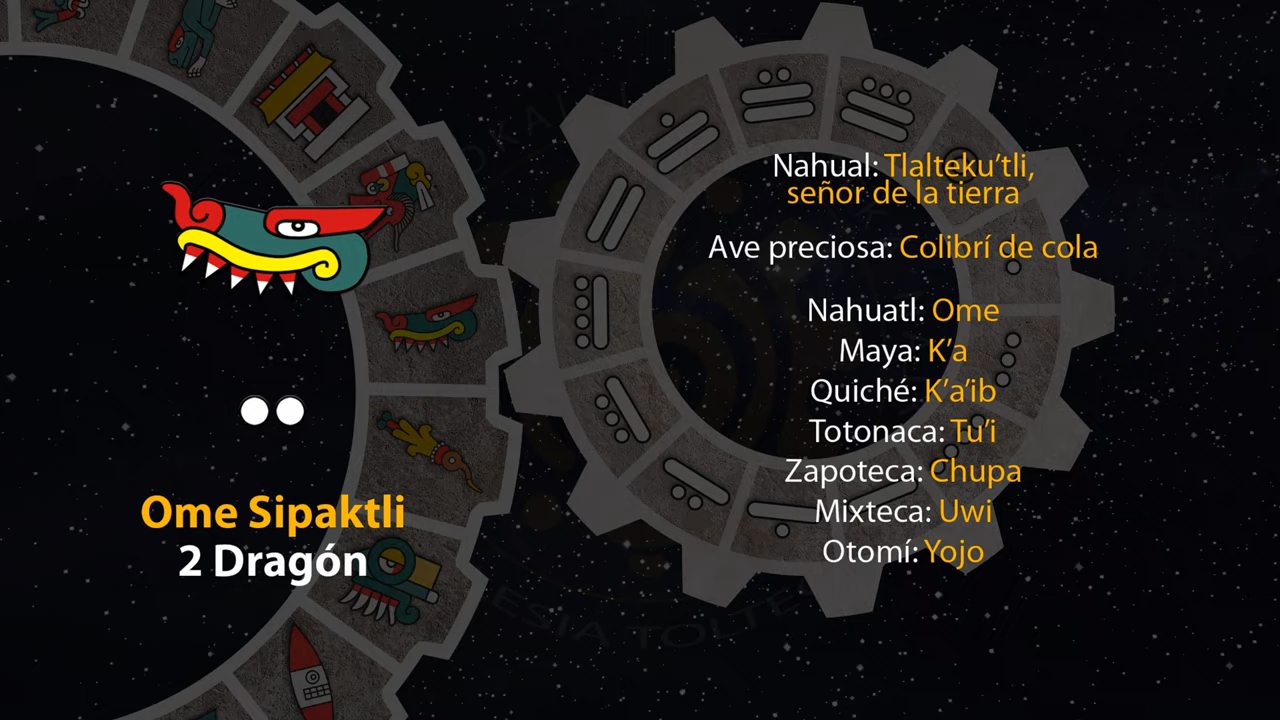 Ome Sipaktli
2 Dragón
Nahual: Tlalteku’tli,
señor de la tierra
Ave preciosa: Colibrí de cola
Nahuatl: Ome
Maya: K’a
Quiché: K’a’ib
Totonaca: Tu’i
Zapoteca: Chupa
Mixteca: Uwi
Otomí: Yojo